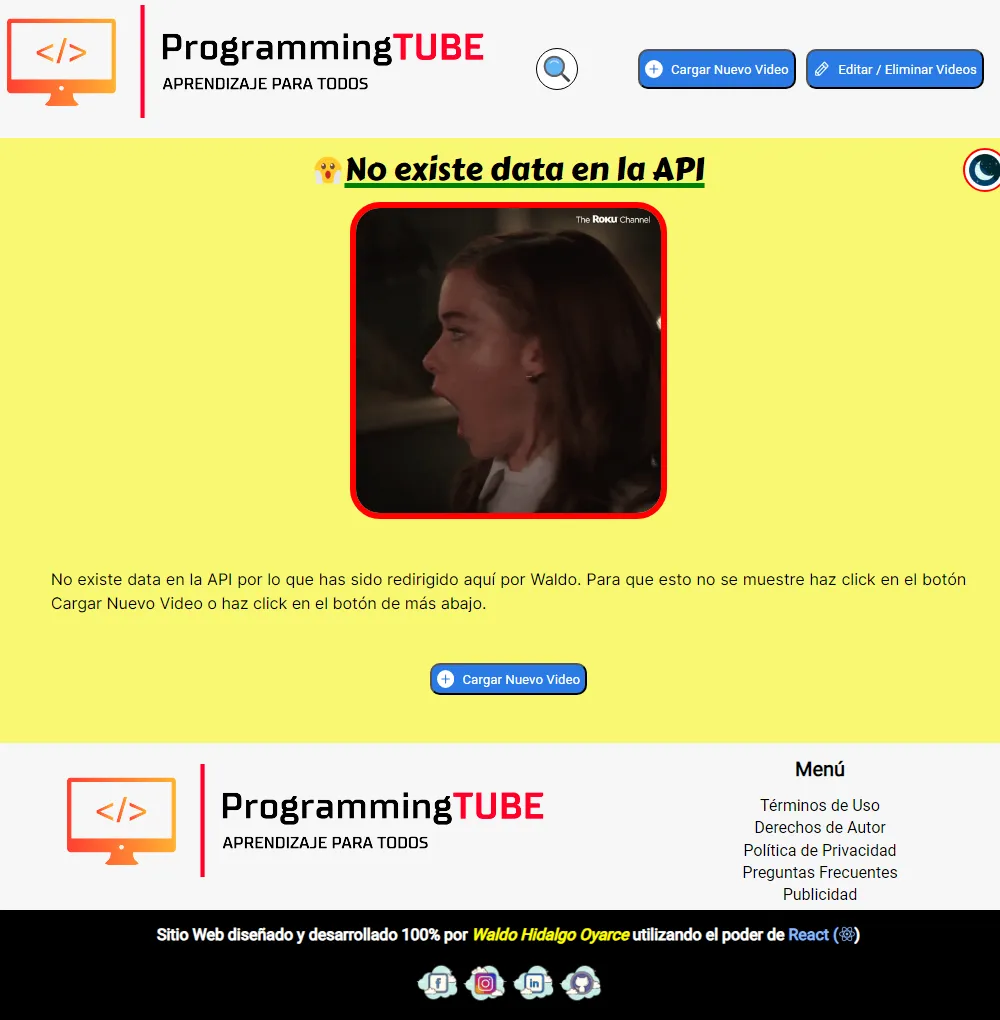 </>
ProgrammingTUBE
APRENDIZAJE PARA TODOS
Cargar Nuevo Video
Editar / Eliminar Videos
No existe data en la API
The ROKU Channel
No existe data en la API por lo que has sido redirigido aquí por Waldo. Para que esto no se muestre haz click en el botón
Cargar Nuevo Video o haz click en el botón de más abajo.
Cargar Nuevo Video
</>
ProgrammingTUBE
APRENDIZAJE PARA TODOS
Menú
Términos de Uso
Derechos de Autor
Política de Privacidad
Preguntas Frecuentes
Publicidad
Sitio Web diseñado y desarrollado 100% por Waldo Hidalgo Oyarce utilizando el poder de React (⚛)